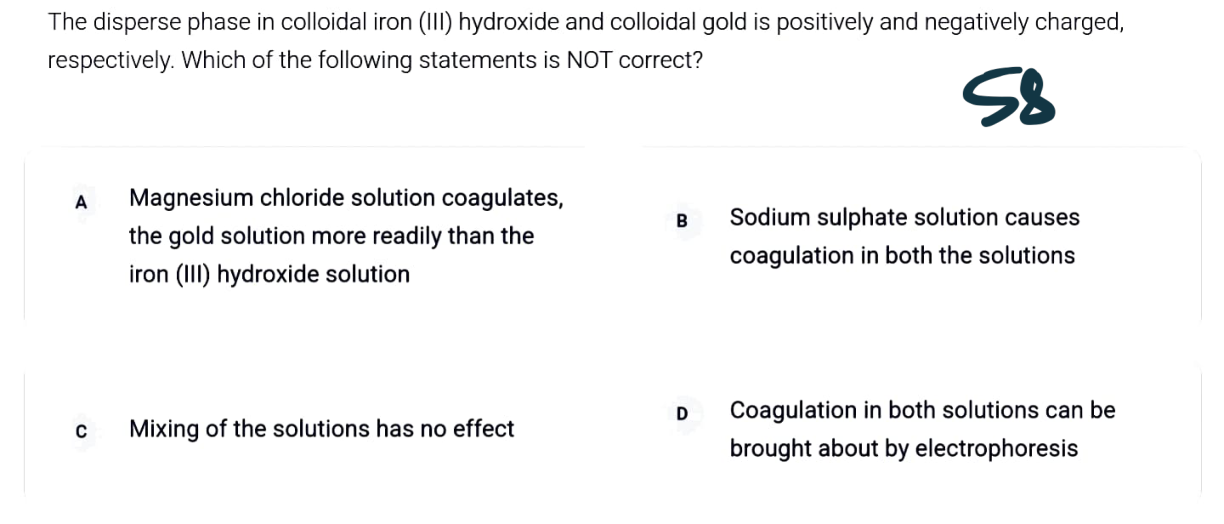 The disperse phase in colloidal iron (III) hydroxide and colloidal gold is positively and negatively charged,
respectively. Which of the following statements is NOT correct?
58
A
Magnesium chloride solution coagulates,
the gold solution more readily than the
iron (III) hydroxide solution
B
Sodium sulphate solution causes
coagulation in both the solutions
C
Mixing of the solutions has no effect
D
Coagulation in both solutions can be
brought about by electrophoresis